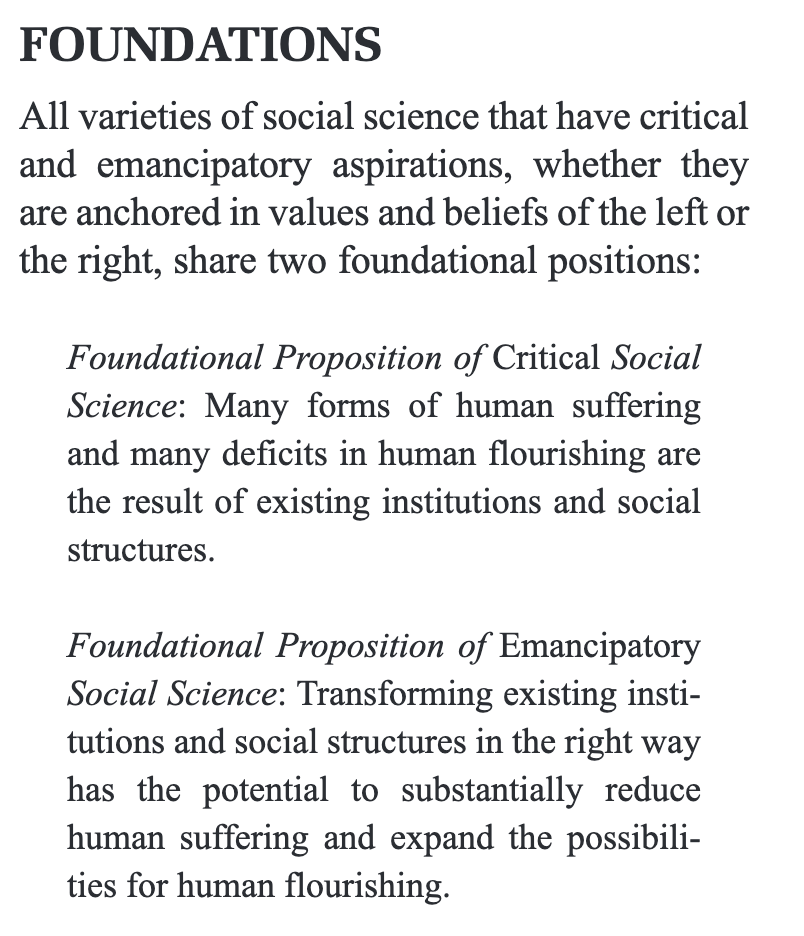 FOUNDATIONS
All varieties of social science that have critical
and emancipatory aspirations, whether they
are anchored in values and beliefs of the left or
the right, share two foundational positions:
Foundational Proposition of Critical Social
Science: Many forms of human suffering
and many deficits in human flourishing are
the result of existing institutions and social
structures.
Foundational Proposition of Emancipatory
Social Science: Transforming existing insti-
tutions and social structures in the right way
has the potential to substantially reduce
human suffering and expand the possibili-
ties for human flourishing.